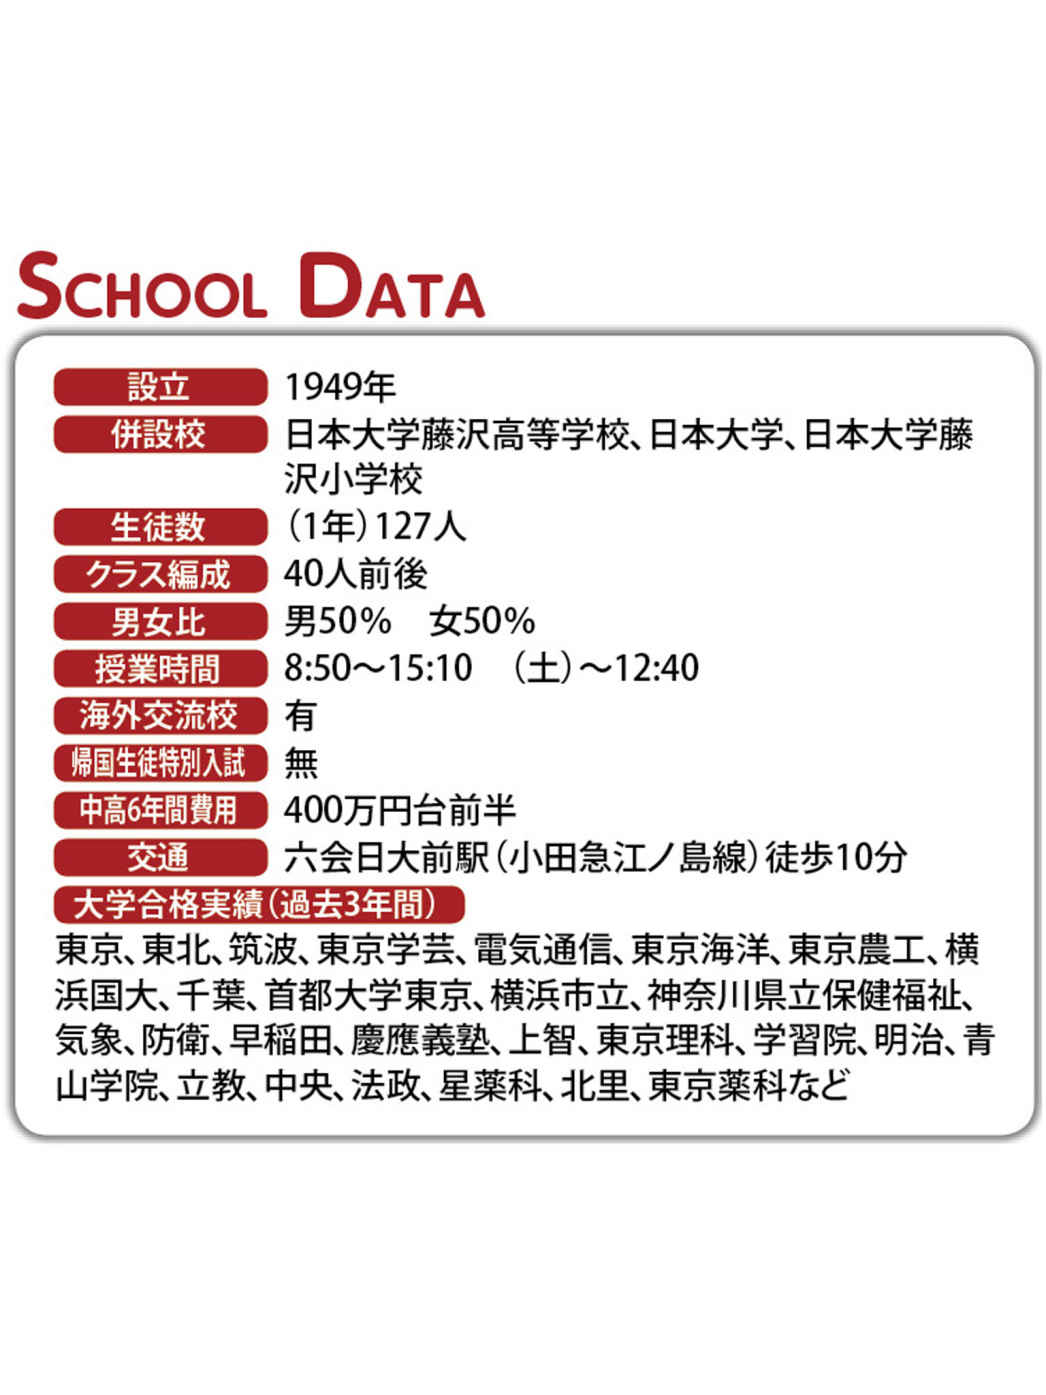 SCHOOL DATA
設立 1949年
併設校 日本大学藤沢高等学校、日本大学、日本大学藤
沢小学校
生徒数 (1年)127人
クラス編成 40人前後
男女比 男50% 女50%
授業時間 8:50〜15:10 (土)〜12:40
海外交流校 有
帰国生徒特別入試 無
中高6年間費用 400万円台前半
交通 六会日大前駅(小田急江ノ島線)徒歩10分
大学合格実績(過去3年間)
東京、東北、筑波、東京学芸、電気通信、東京海洋、東京農工、横
浜国大、千葉、首都大学東京、横浜市立、神奈川県立保健福祉、
気象、防衛、早稲田、慶應義塾、上智、東京理科、学習院、明治、青
山学院、立教、中央、法政、星薬科、北里、東京薬科など